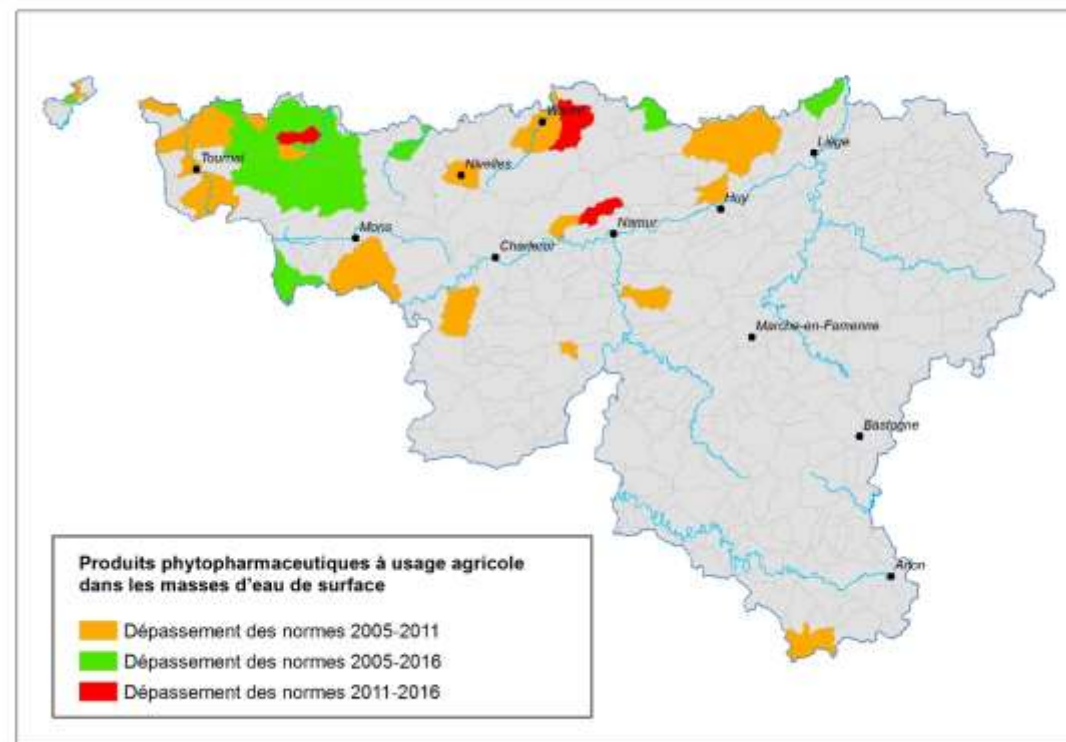 Wavre
Liège
Tournai
Nivelles
Huy
Namur
Mons
Charleroi
Marche-en-Famenne
Bastogne
Arlon
Produits phytopharmaceutiques à usage agricole
dans les masses d'eau de surface
Dépassement des normes 2005-2011
Dépassement des normes 2005-2016
Dépassement des normes 2011-2016